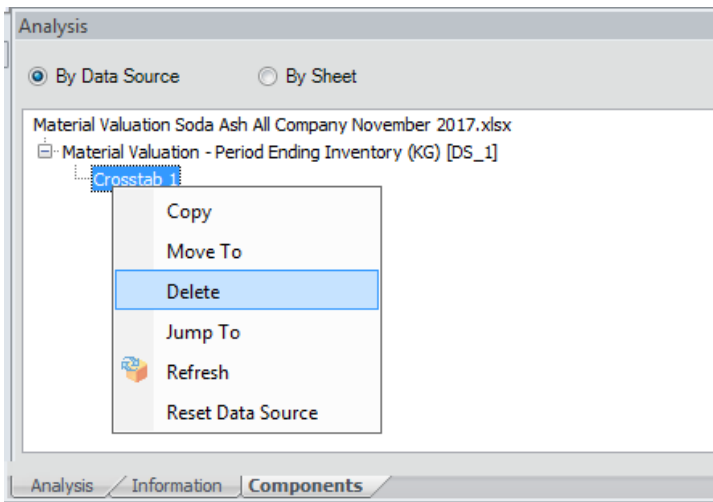 Analysis
By Data Source
By Sheet
Material Valuation Soda Ash All Company November 2017.xlsx
Material Valuation - Period Ending Inventory (KG) [DS_1]
Crosstab 1
Copy
Move To
Delete
Jump To
Refresh
Reset Data Source
Analysis
Information
Components